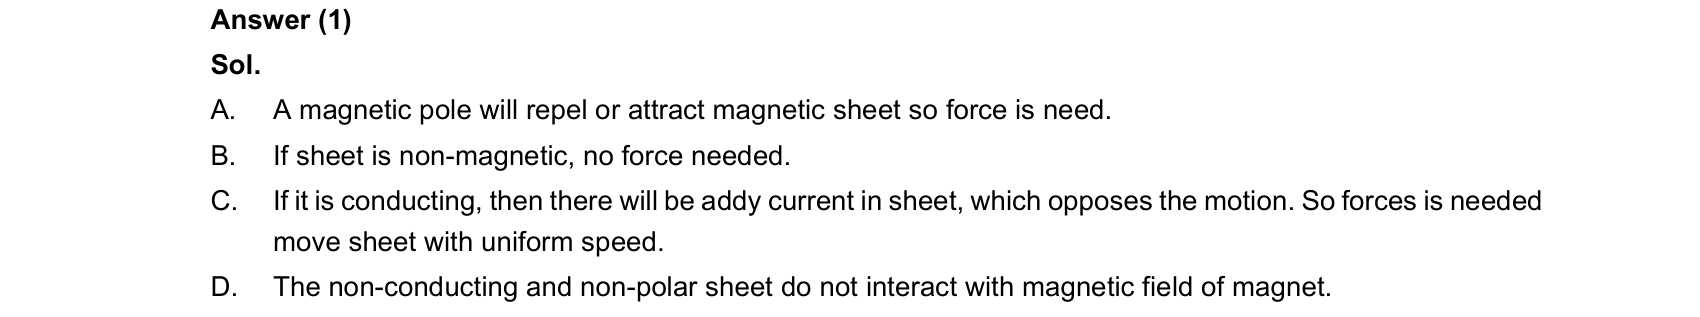 Answer (1)
Sol.
A. A magnetic pole will repel or attract magnetic sheet so force is need.
B. If sheet is non-magnetic, no force needed.
C. If it is conducting, then there will be addy current in sheet, which opposes the motion. So forces is needed
move sheet with uniform speed.
D. The non-conducting and non-polar sheet do not interact with magnetic field of magnet.